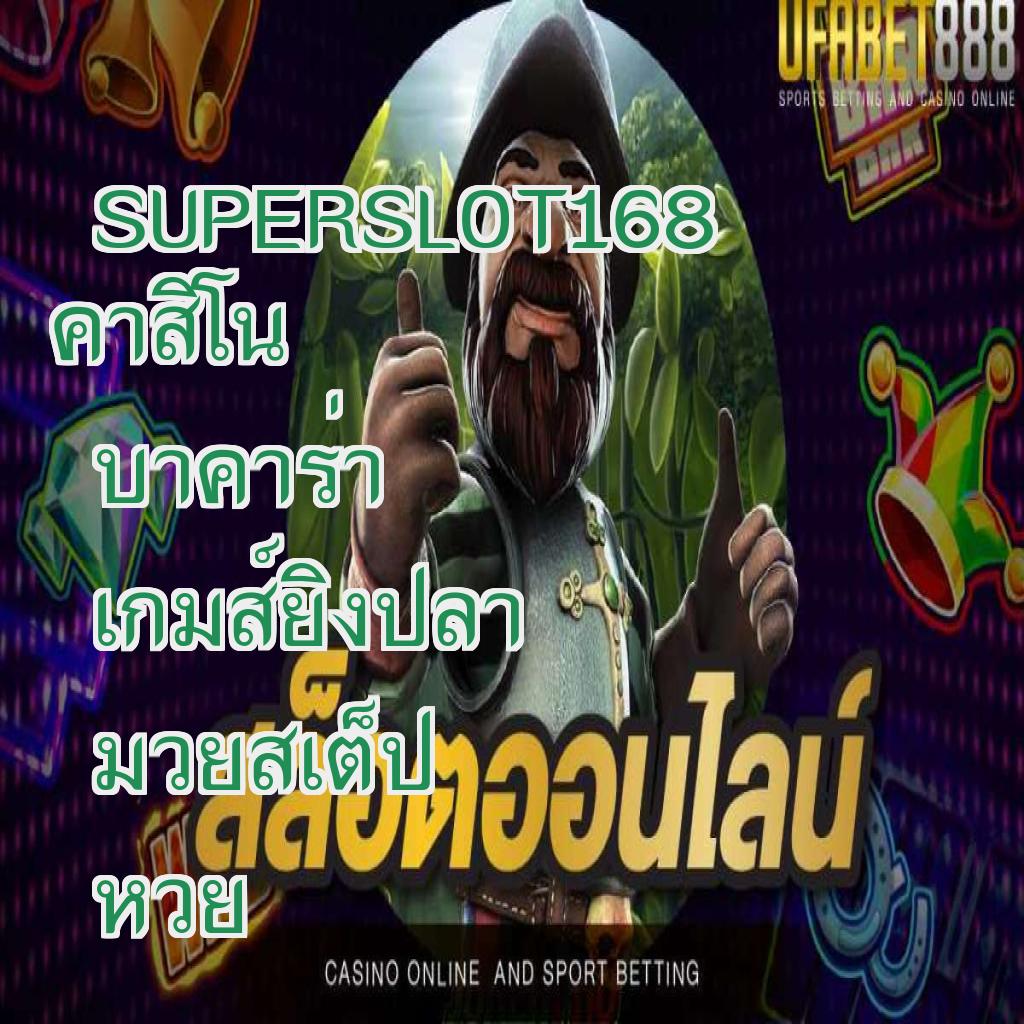 UFABET888
SPORTS BETTING AND CASINO ONLINE
BAR
SUPERSLOT168
คาสิโน
บาคาร่า
เกมส์ยิงปลา
มวยสเต็ป
สล็อตออนไลน์
หวย
CASINO ONLINE AND SPORT BETTING